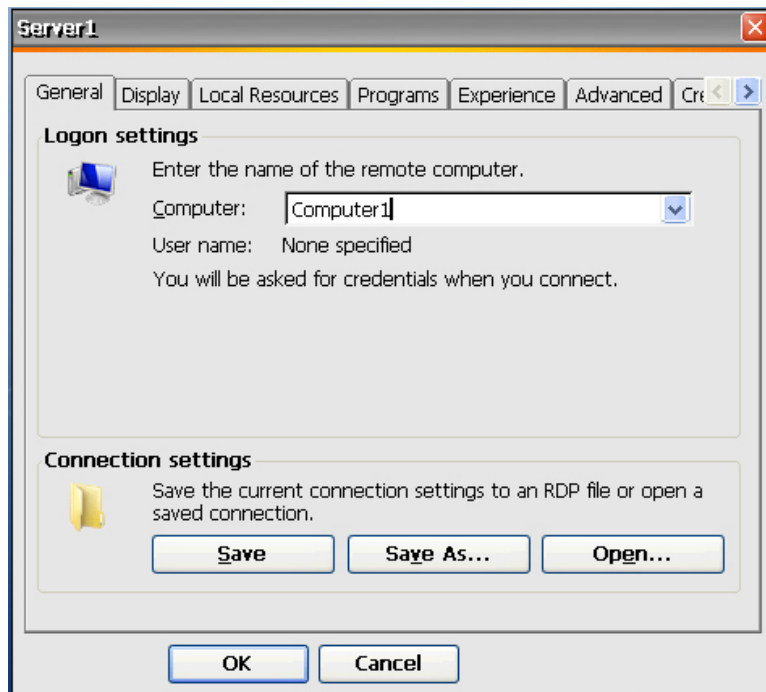 Server1
General Display Local Resources Programs Experience Advanced
Logon settings
Enter the name of the remote computer.
Computer: Computer1
User name: None specified
You will be asked for credentials when you connect.
Connection settings
Save the current connection settings to an RDP file or open a
saved connection.
Save Save As... Open...
OK Cancel